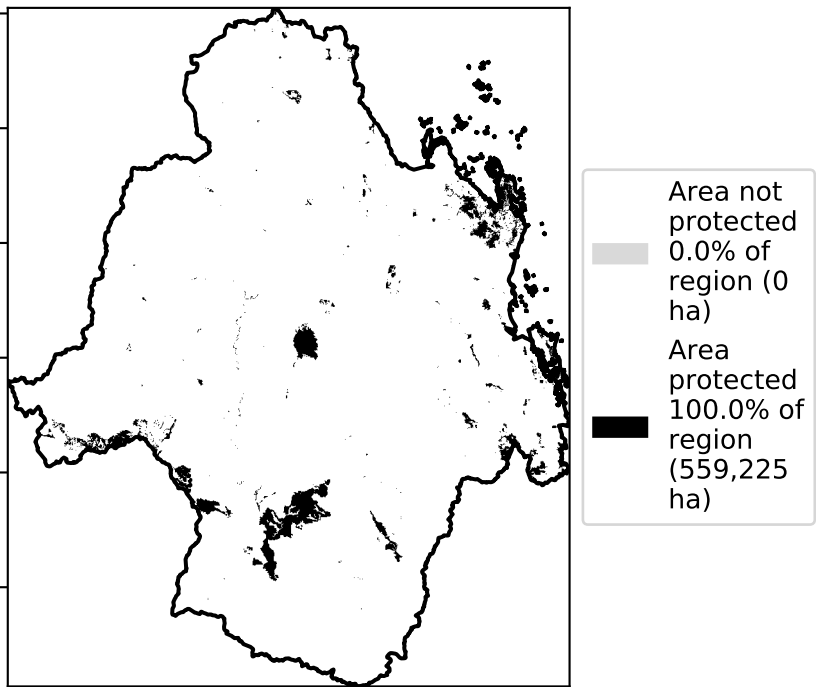 Area not
protected
0.0% of
region (0
ha)
Area
protected
100.0% of
region
(559,225
ha)